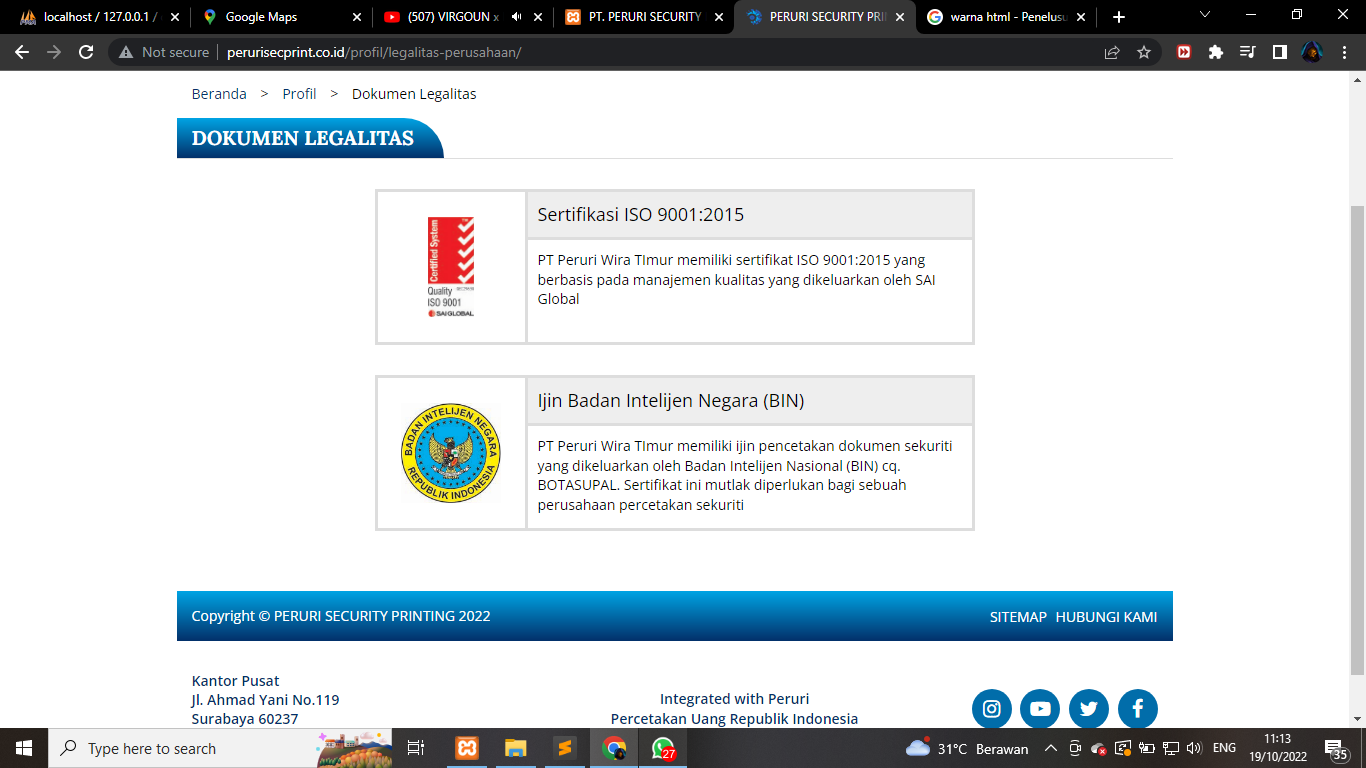 localhost / 127.0.0.1 /
Google Maps
(507) VIRGOUN x
PT. PERURI SECURITY
PERURI SECURITY PRI
warna html - Penelusu
Not secure
perurisecprint.co.id/profil/legalitas-perusahaan/
Beranda > Profil > Dokumen Legalitas
DOKUMEN LEGALITAS
Certified System
Quality
ISO 9001
SAI GLOBAL
Sertifikasi ISO 9001:2015
PT Peruri Wira TImur memiliki sertifikat ISO 9001:2015 yang
berbasis pada manajemen kualitas yang dikeluarkan oleh SAI
Global
BADAN INTELIJEN NEGARA
REPUBLIK INDONESIA
Ijin Badan Intelijen Negara (BIN)
PT Peruri Wira TImur memiliki ijin pencetakan dokumen sekuriti
yang dikeluarkan oleh Badan Intelijen Nasional (BIN) cq.
BOTASUPAL. Sertifikat ini mutlak diperlukan bagi sebuah
perusahaan percetakan sekuriti
Copyright © PERURI SECURITY PRINTING 2022
SITEMAP HUBUNGI KAMI
Kantor Pusat
Jl. Ahmad Yani No.119
Surabaya 60237
Integrated with Peruri
Percetakan Uang Republik Indonesia
Type here to search
27
31°C Berawan
ENG
11:13
19/10/2022
35